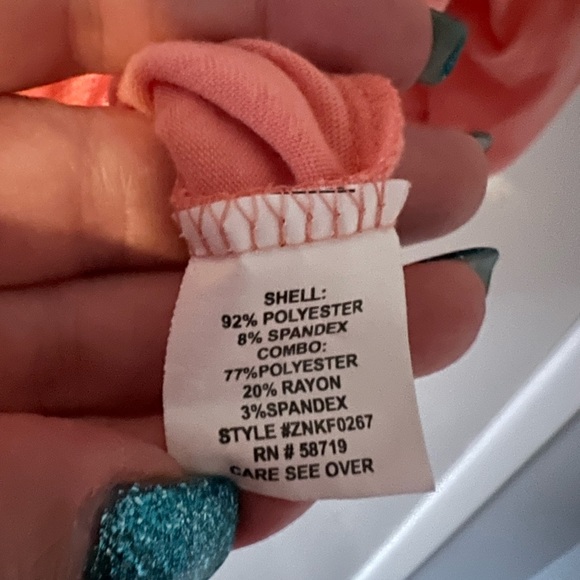 SHELL:
92% POLYESTER
8% SPANDEX
COMBO:
77%POLYESTER
20% RAYON
3%SPANDEX
STYLE #ZNKF0267
RN # 58719
CARE SEE OVER